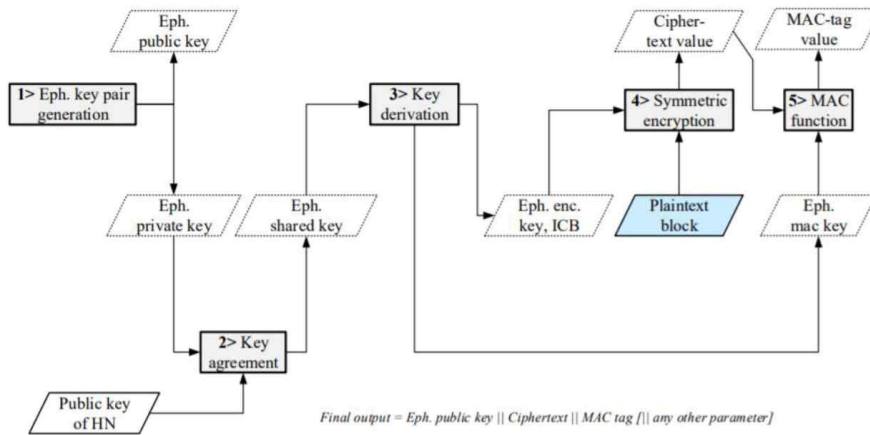 Eph.
public key
Cipher-
text value
MAC-tag
value
1> Eph. key pair
generation
3> Key
derivation
4> Symmetric
encryption
5> MAC
function
Eph.
private key
Eph.
shared key
Eph. enc.
key, ICB
Plaintext
block
Eph.
mac key
2> Key
agreement
Public key
of HN
Final output = Eph. public key || Ciphertext || MAC tag [|| any other parameter]